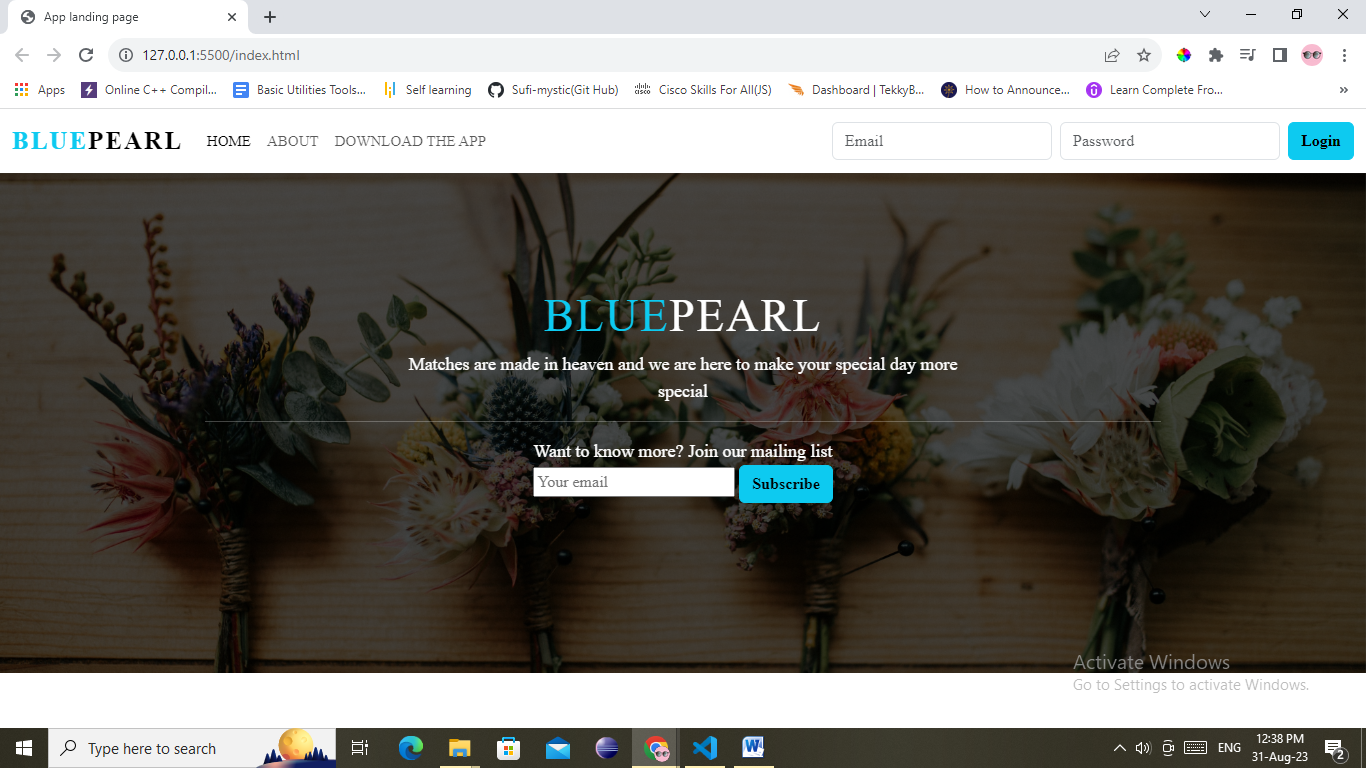 App landing page
127.0.0.1:5500/index.html
Apps Online C++ Compil... Basic Utilities Tools... Self learning Sufi-mystic(Git Hub) cisco Cisco Skills For All(JS) Dashboard | TekkyB... How to Announce... Learn Complete Fro... »
BLUEPEARL HOME ABOUT DOWNLOAD THE APP Email Password Login
BLUEPEARL
Matches are made in heaven and we are here to make your special day more
special
Want to know more? Join our mailing list
Your email Subscribe
Activate Windows
Go to Settings to activate Windows.
Type here to search ENG 12:38 PM
31-Aug-23 2